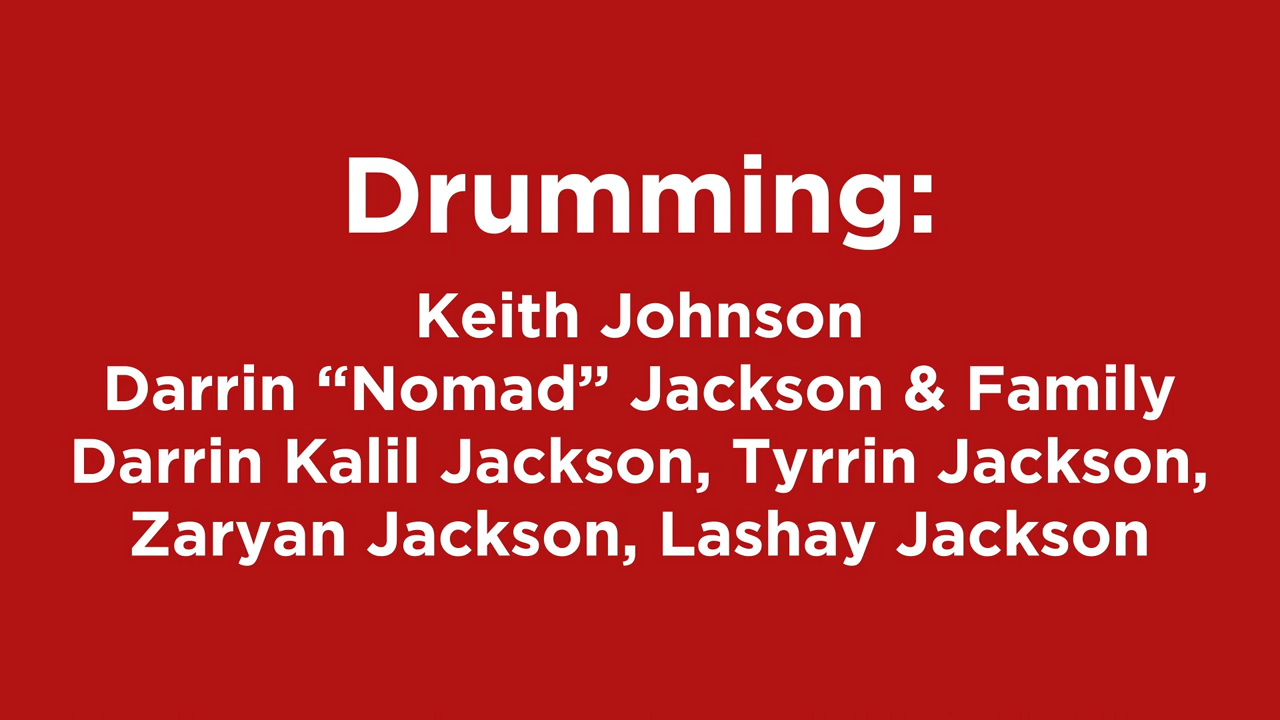 Drumming:
Keith Johnson
Darrin “Nomad” Jackson & Family
Darrin Kalil Jackson, Tyrrin Jackson,
Zaryan Jackson, Lashay Jackson